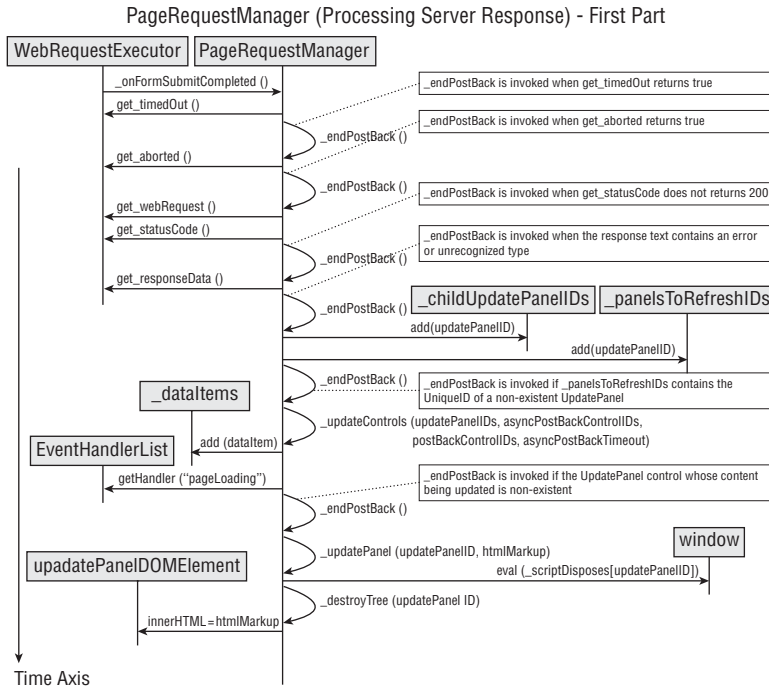 PageRequestManager (Processing Server Response) - First Part
WebRequestExecutor
PageRequestManager
_onFormSubmitCompleted ()
_endPostBack is invoked when get_timedOut returns true
get_timedOut ()
_endPostBack is invoked when get_aborted returns true
_endPostBack ()
get_aborted ()
_endPostBack ()
_endPostBack is invoked when get_statusCode does not returns 200
get_webRequest ()
get_statusCode ()
_endPostBack is invoked when the response text contains an error
or unrecognized type
_endPostBack ()
get_responseData ()
_childUpdatePanelIDs
_panelsToRefreshIDs
_endPostBack ()
add(updatePanelID)
add(updatePanelID)
_endPostBack ()
_endPostBack is invoked if _panelsToRefreshIDs contains the
UniqueID of a non-existent UpdatePanel
_dataItems
_updateControls (updatePanelIDs, asyncPostBackControlIDs,
postBackControlIDs, asyncPostBackTimeout)
add (dataItem)
EventHandlerList
getHandler (“pageLoading”)
_endPostBack is invoked if the UpdatePanel control whose content
being updated is non-existent
_endPostBack ()
window
_updatePanel (updatePanelID, htmlMarkup)
upadatePanelDOMElement
eval (_scriptDisposes[updatePanelID])
_destroyTree (updatePanel ID)
innerHTML=htmlMarkup
Time Axis